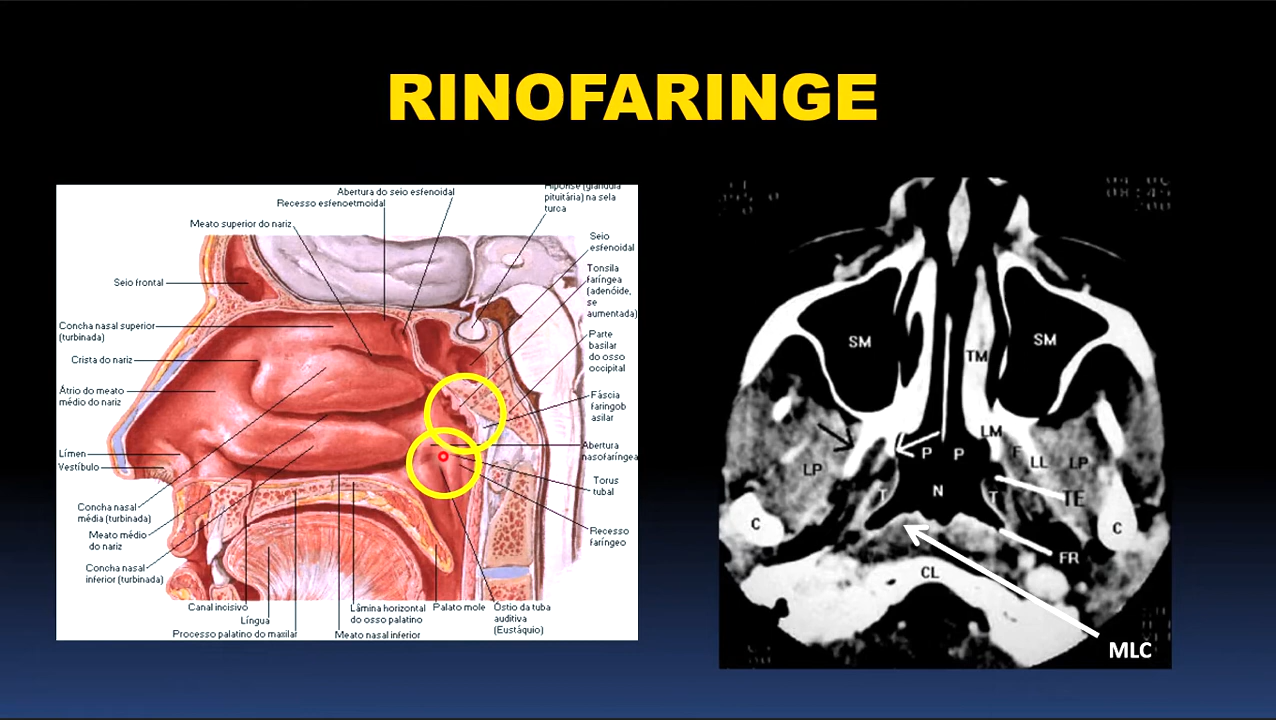 RINOFARINGE
Abertura do seio esfenoidal
Recesso esfenoetmoidal
Meato superior do nariz
Hipófise (glândula
pituitária) na sela
turca
Seio
esfenoidal
Tonsila
faríngea
(adenóide,
se
aumentada)
Parte
basilar
do osso
occipital
Fáscia
faringob
asilar
Abertura
nasofaríngea
Torus
tubal
Recesso
faríngeo
Seio frontal
Concha nasal superior
(turbinada)
Crista do nariz
Átrio do meato
médio do nariz
Límen
Vestíbulo
Concha nasal
média (turbinada)
Meato médio
do nariz
Concha nasal
inferior (turbinada)
Canal incisivo
Língua
Processo palatino do maxilar
Lâmina horizontal
do osso palatino
Meato nasal inferior
Palato mole
Óstio da tuba
auditiva
(Eustáquio)
SM
SM
TM
LM
P
P
F
LL
LP
LP
N
T
T
TE
C
C
FR
CL
MLC